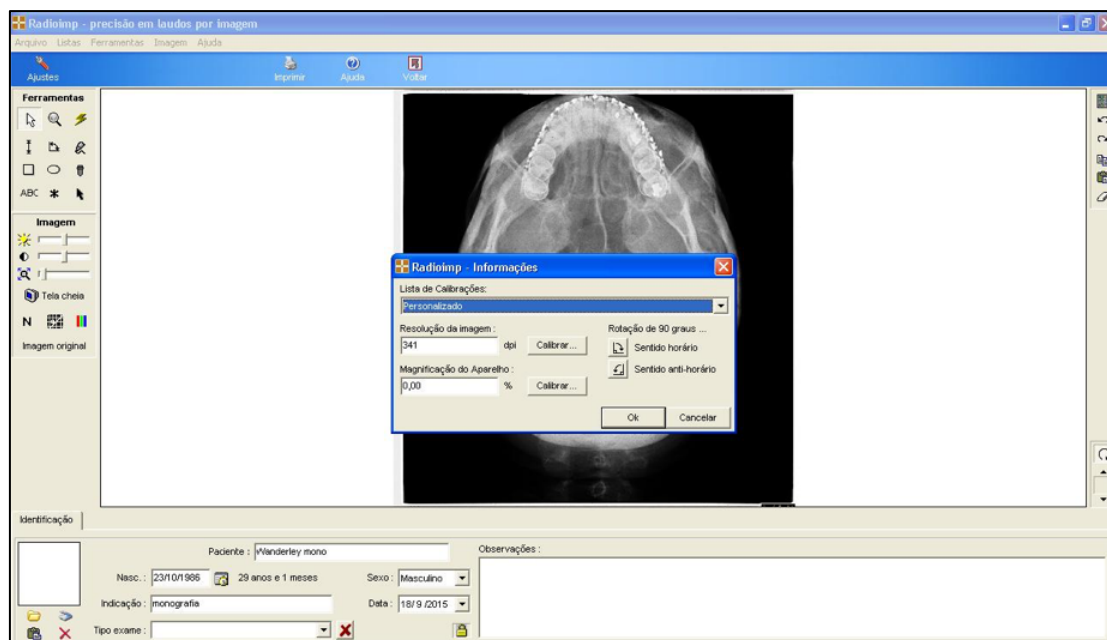 Radioimp - precisão em laudos por imagem
Arquivo Listas Ferramentas Imagem Ajuda
Ajustes Imprimir Ajuda Voltar
Ferramentas
ABC
Imagem
Tela cheia
N
Imagem original
Radioimp - Informações
Lista de Calibrações:
Personalizado
Resolução da imagem : Rotação de 90 graus ...
341 dpi Calibrar... Sentido horário
Magnificação do Aparelho : Sentido anti-horário
0,00 % Calibrar...
Ok Cancelar
Identificação
Paciente : Wanderley mono Observações :
Nasc. : 23/10/1986 29 anos e 1 meses Sexo : Masculino
Indicação : monografia Data : 18/ 9 /2015
Tipo exame :